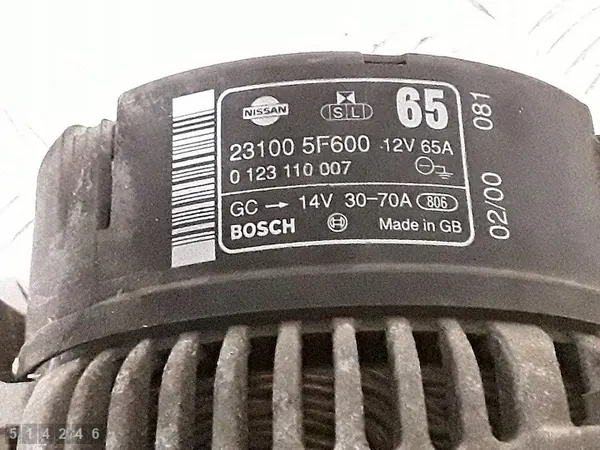 NISSAN S L 65
23100 5F600 12V 65A
0 123 110 007
GC → 14V 30-70A 806
BOSCH Made in GB
081
02/00
514246